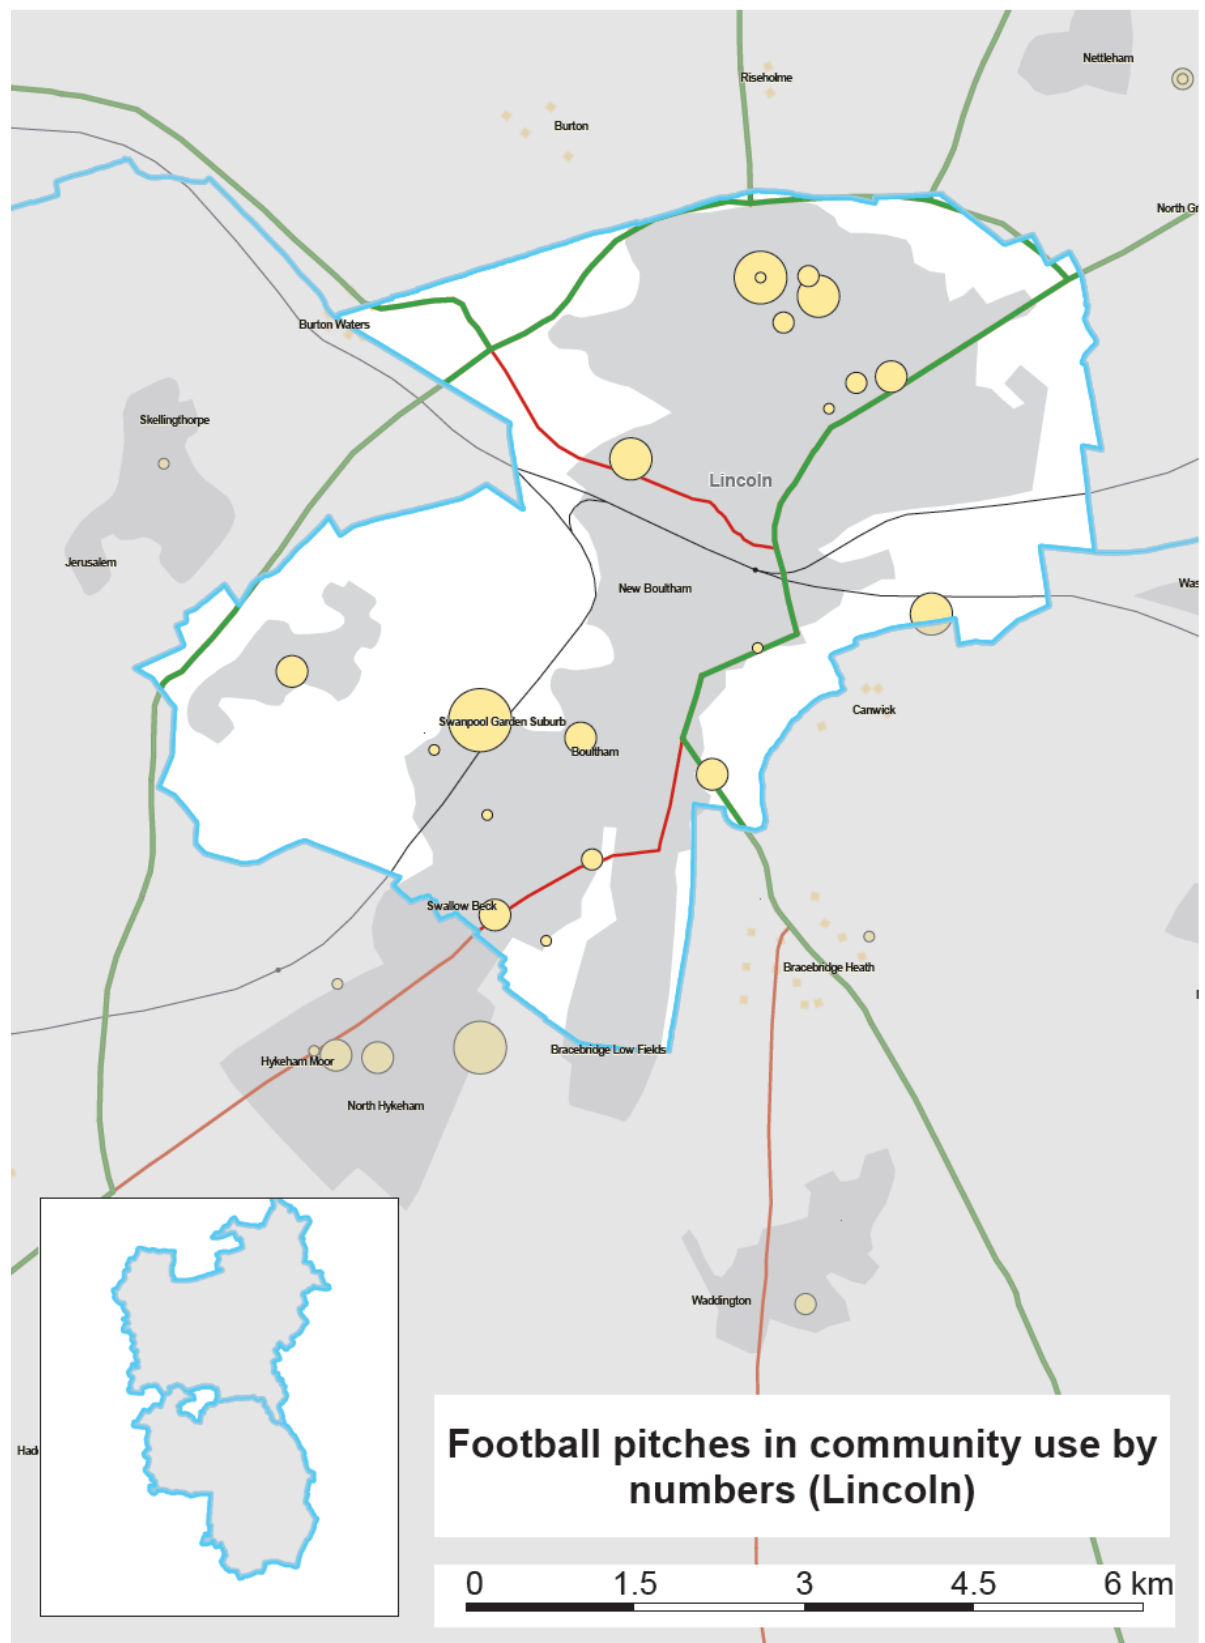 Nettleham
Riseholme
Burton
North Gr
Burton Waters
Skellingthorpe
Lincoln
Jerusalem
New Boultham
Was
Canwick
Swanpool Garden Suburb
Boultham
Swallow Beck
Bracebridge Heath
Bracebridge Low Fields
Hykeham Moor
North Hykeham
Waddington
Football pitches in community use by
numbers (Lincoln)
Had
0 1.5 3 4.5 6 km